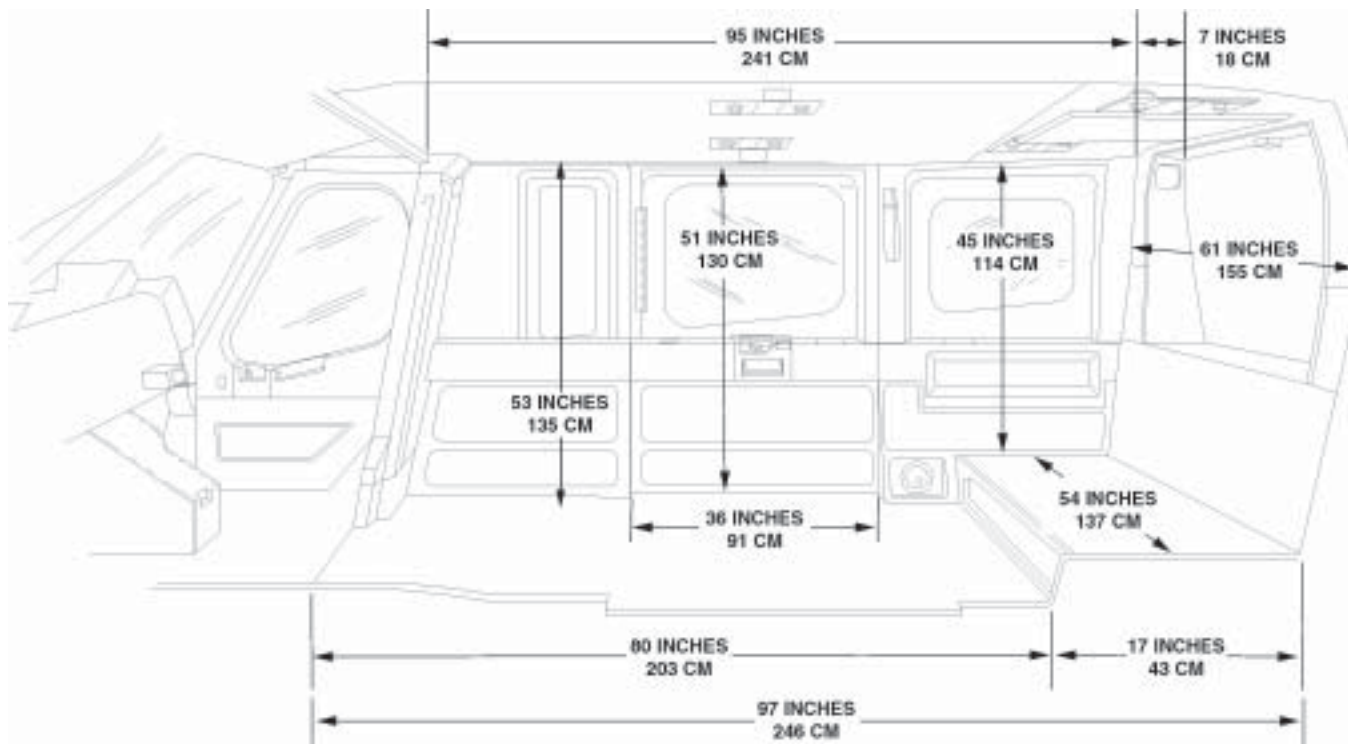 95 INCHES
241 CM
7 INCHES
18 CM
51 INCHES
130 CM
45 INCHES
114 CM
61 INCHES
155 CM
53 INCHES
135 CM
54 INCHES
137 CM
36 INCHES
91 CM
80 INCHES
203 CM
17 INCHES
43 CM
97 INCHES
246 CM